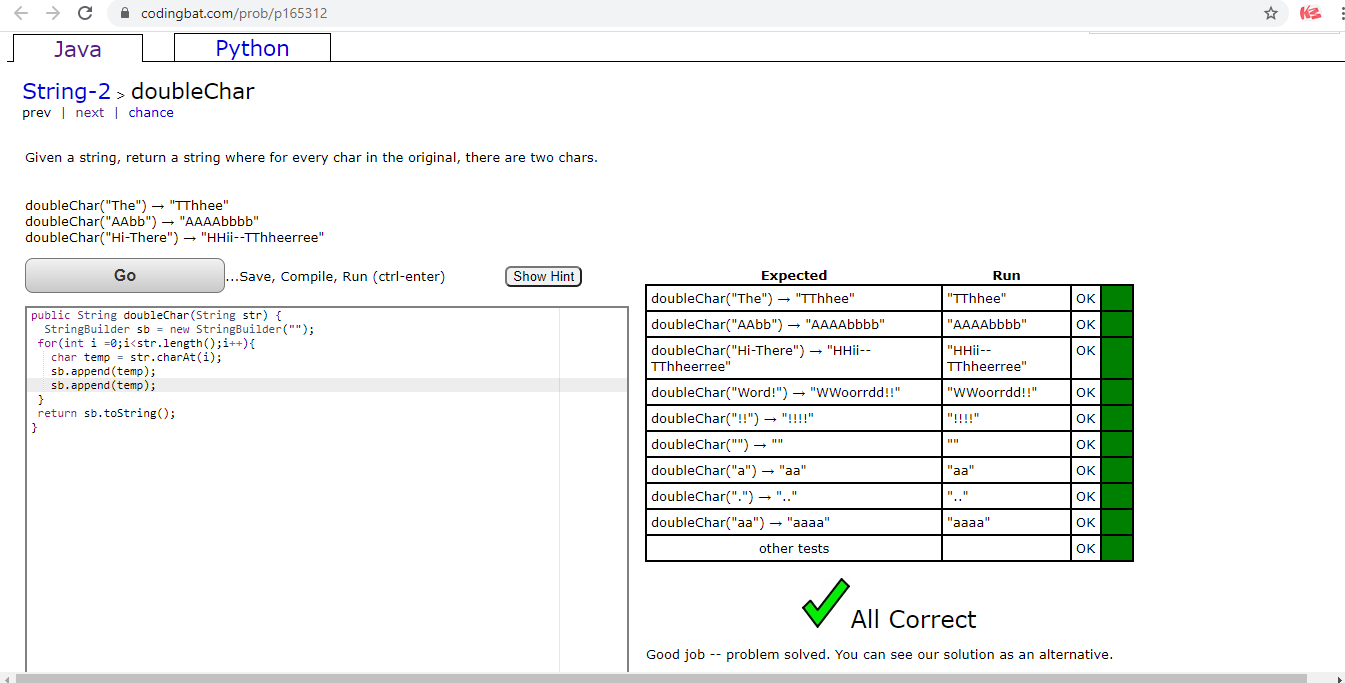 codingbat.com/prob/p165312
Java
Python
String-2 > doubleChar
prev | next | chance
Given a string, return a string where for every char in the original, there are two chars.
doubleChar("The") → "TThhee"
doubleChar("AAbb") → "AAAAbbbb"
doubleChar("Hi-There") → "HHii--TThheerree"
Go
...Save, Compile, Run (ctrl-enter)
Show Hint
public String doubleChar(String str) {
StringBuilder sb = new StringBuilder("");
for(int i =0;i<str.length();i++){
char temp = str.charAt(i);
sb.append(temp);
sb.append(temp);
}
return sb.toString();
}
Expected Run
doubleChar("The") → "TThhee" "TThhee" OK
doubleChar("AAbb") → "AAAAbbbb" "AAAAbbbb" OK
doubleChar("Hi-There") → "HHii-- "HHii-- OK
TThheerree" TThheerree"
doubleChar("Word!") → "WWoorrdd!!" "WWoorrdd!!" OK
doubleChar("!!") → "!!!!" "!!!!" OK
doubleChar("") → "" "" OK
doubleChar("a") → "aa" "aa" OK
doubleChar(".") → ".." ".." OK
doubleChar("aa") → "aaaa" "aaaa" OK
other tests OK
All Correct
Good job -- problem solved. You can see our solution as an alternative.